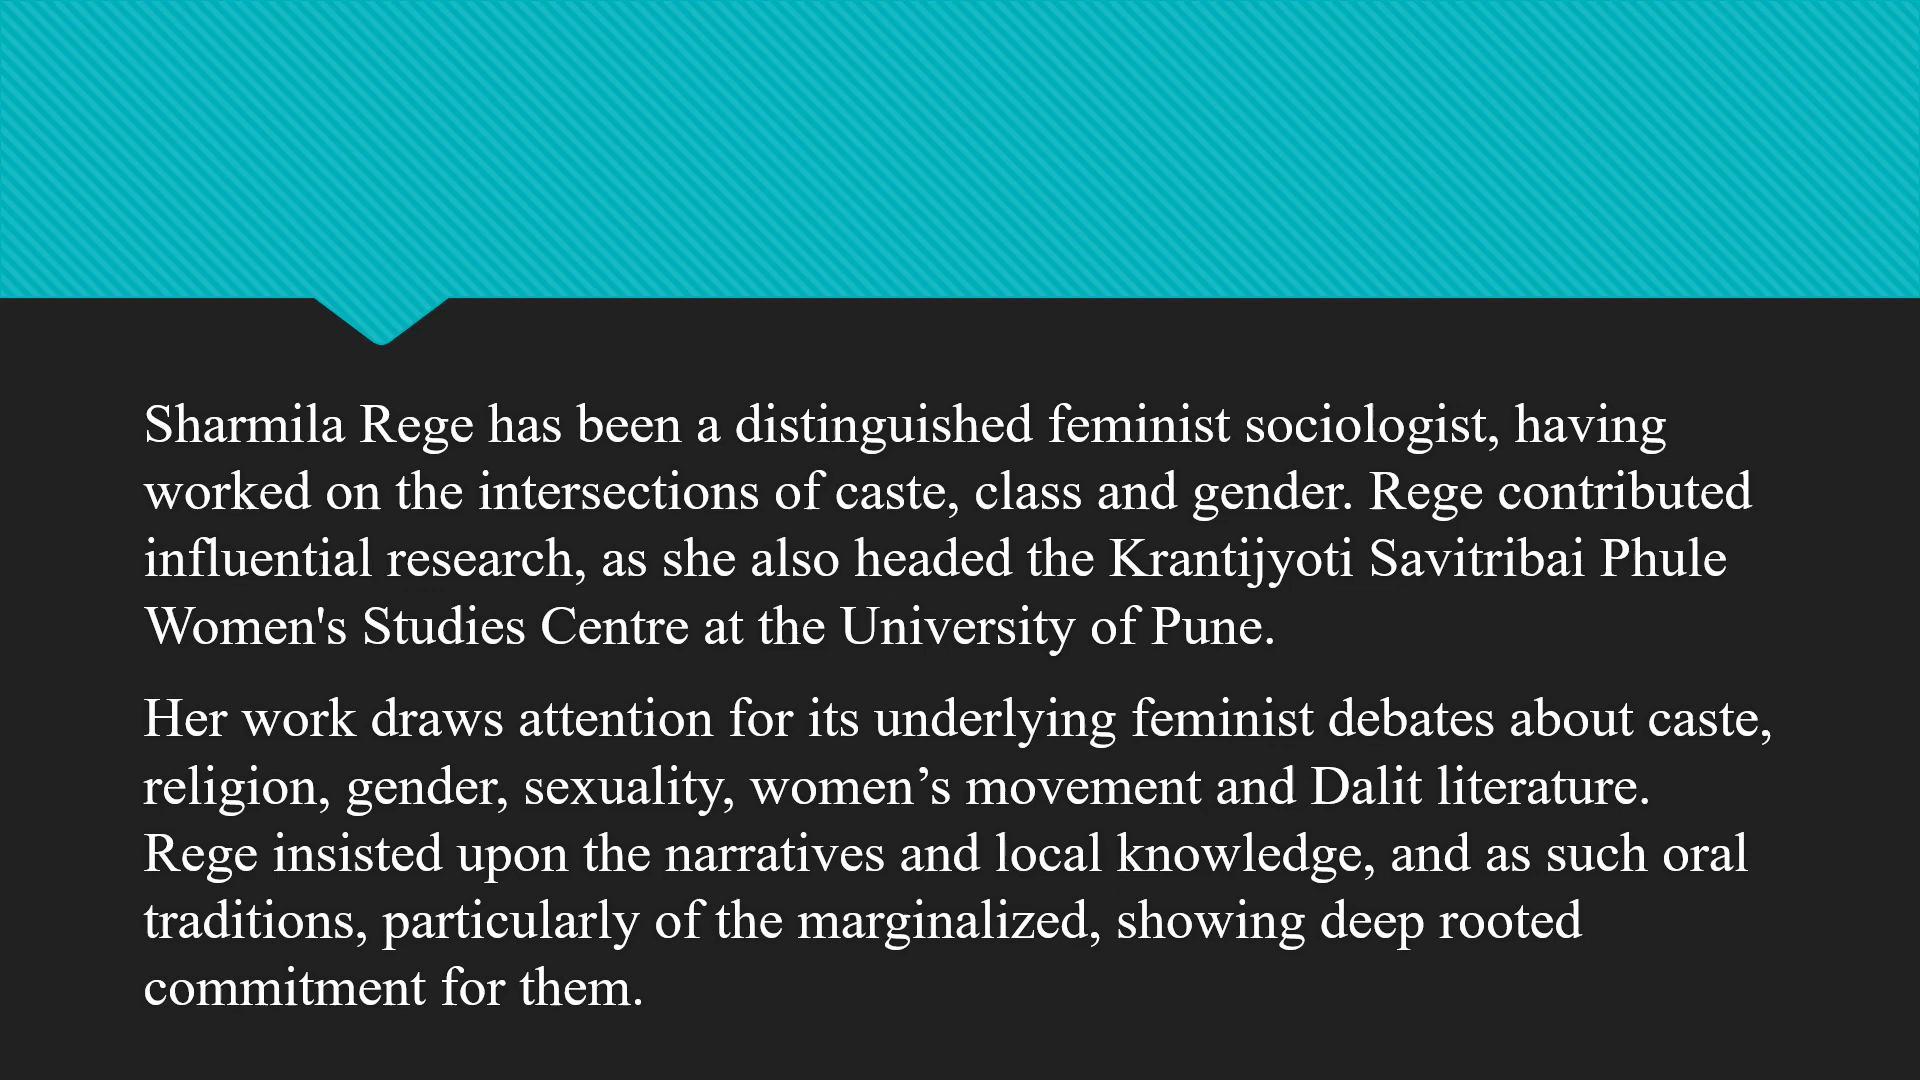 Sharmila Rege has been a distinguished feminist sociologist, having
worked on the intersections of caste, class and gender. Rege contributed
influential research, as she also headed the Krantijyoti Savitribai Phule
Women's Studies Centre at the University of Pune.
Her work draws attention for its underlying feminist debates about caste,
religion, gender, sexuality, women’s movement and Dalit literature.
Rege insisted upon the narratives and local knowledge, and as such oral
traditions, particularly of the marginalized, showing deep rooted
commitment for them.